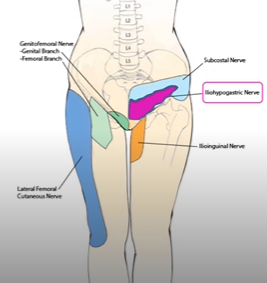 L1
L2
L3
L4
L5
Genitofemoral Nerve
-Genital Branch
-Femoral Branch
Subcostal Nerve
Iliohypogastric Nerve
Ilioinguinal Nerve
Lateral Femoral
Cutaneous Nerve